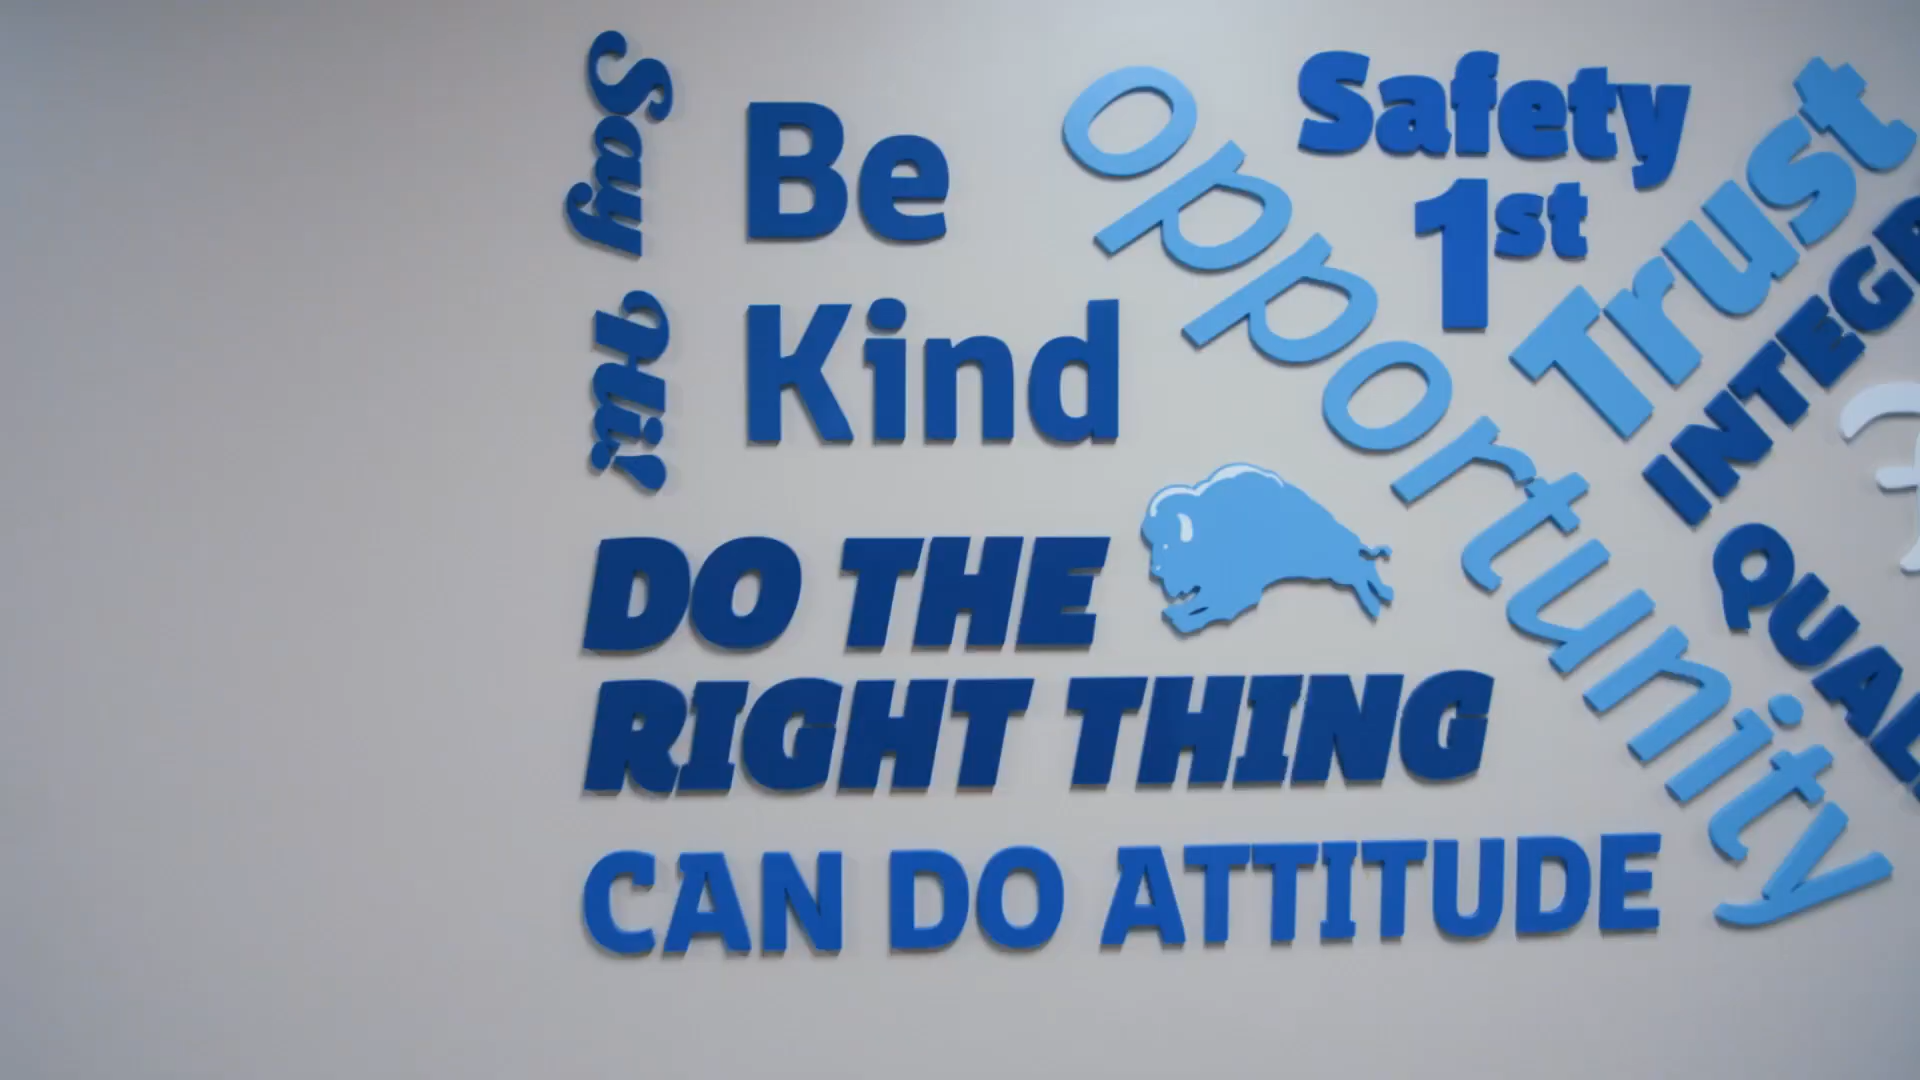 Say Hi!
Be
Kind
DO THE
RIGHT THING
CAN DO ATTITUDE
opportunity
Safety
1st
Trust